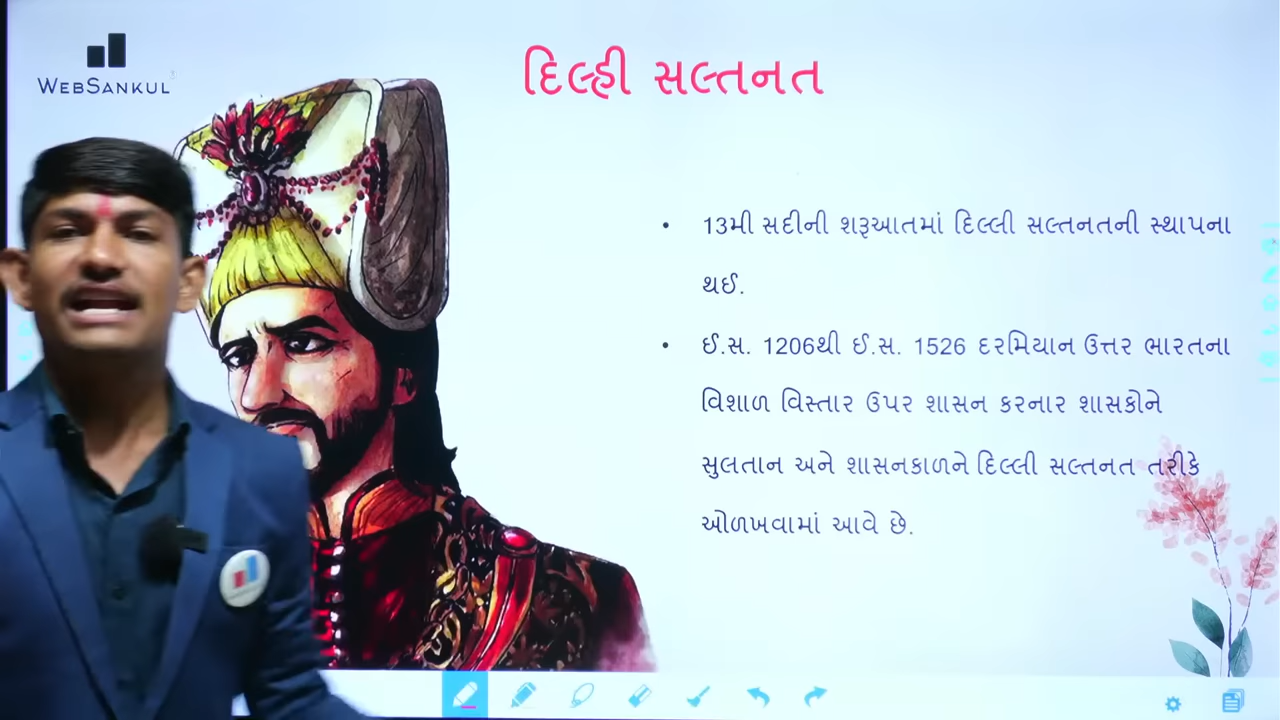 WEBSANKUL
દિલ્હી સલ્તનત
• 13મી સદીની શરૂઆતમાં દિલ્લી સલ્તનતની સ્થાપના
થઈ.
• ઈ.સ. 1206થી ઈ.સ. 1526 દરમિયાન ઉત્તર ભારતના
વિશાળ વિસ્તાર ઉપર શાસન કરનાર શાસકોને
સુલતાન અને શાસનકાળને દિલ્લી સલ્તનત તરીકે
ઓળખવામાં આવે છે.